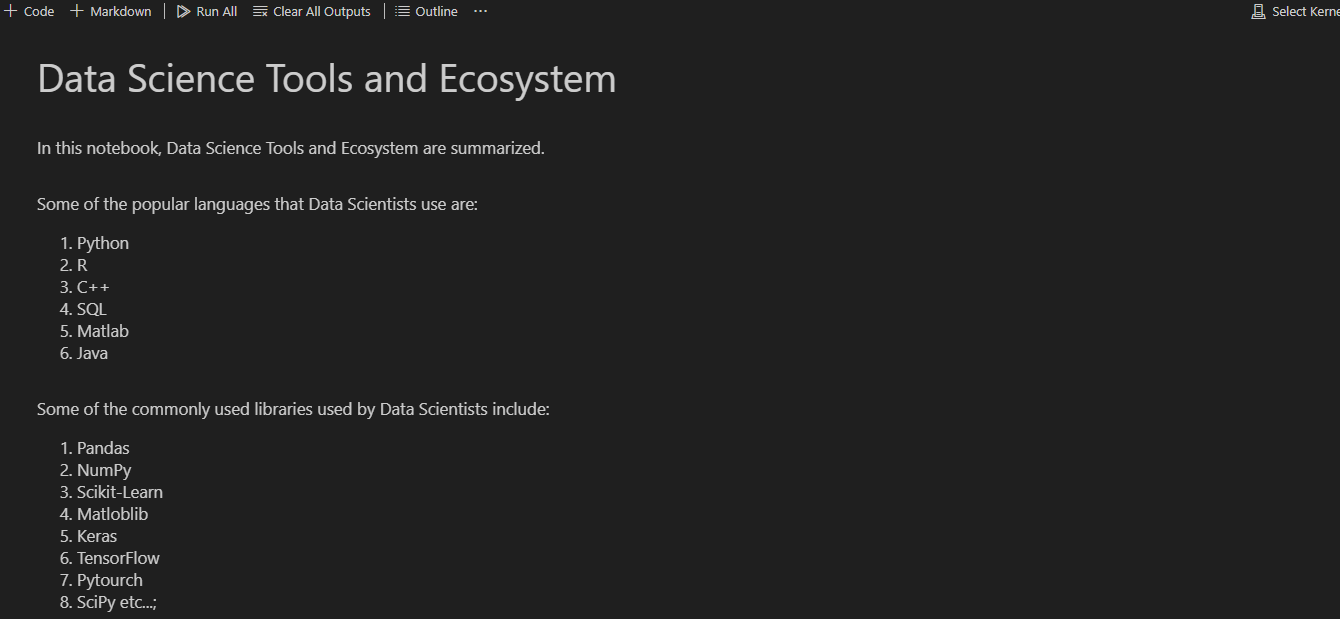 Code Markdown Run All Clear All Outputs Outline ...
Select Kerne
Data Science Tools and Ecosystem
In this notebook, Data Science Tools and Ecosystem are summarized.
Some of the popular languages that Data Scientists use are:
1. Python
2. R
3. C++
4. SQL
5. Matlab
6. Java
Some of the commonly used libraries used by Data Scientists include:
1. Pandas
2. NumPy
3. Scikit-Learn
4. Matloblib
5. Keras
6. TensorFlow
7. Pytourch
8. SciPy etc...;